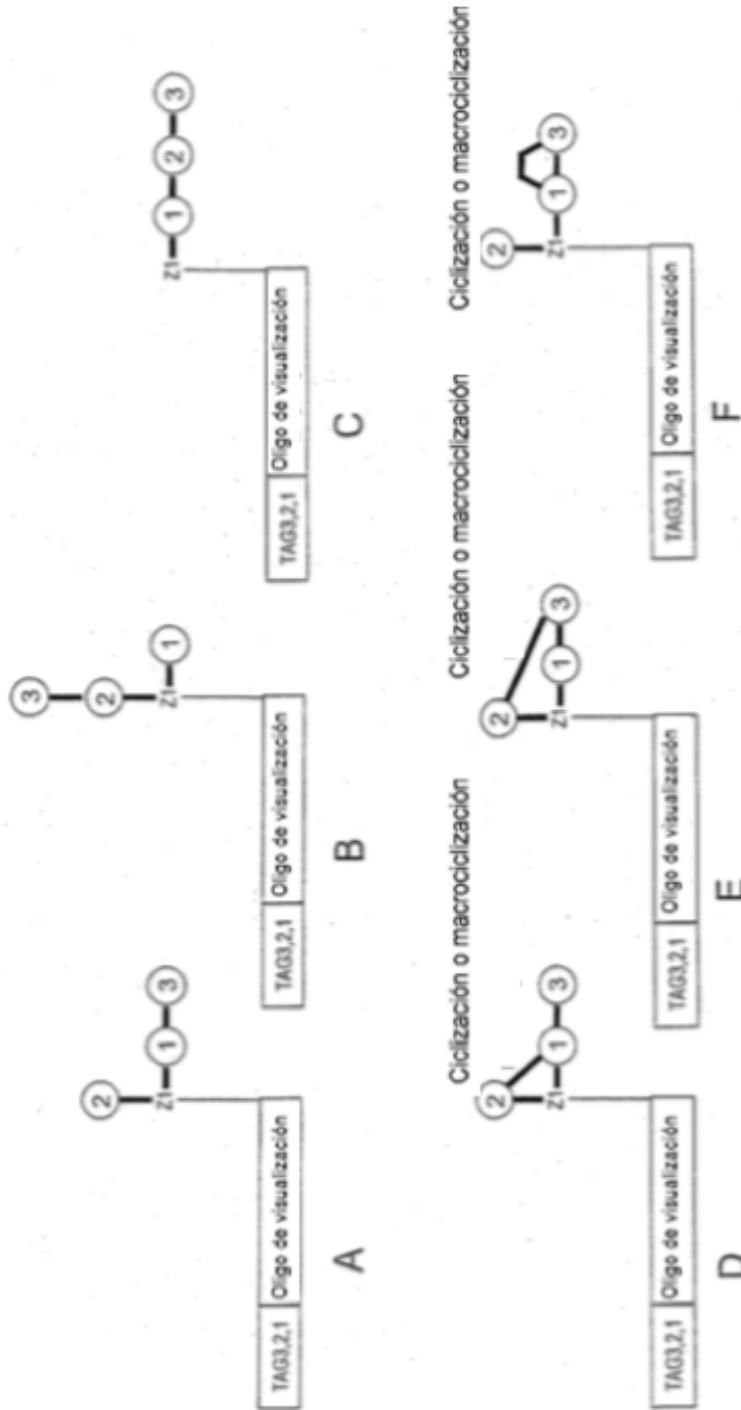 2
3
1
3
Z1
TAG3,2,1 Oligo de visualización
A
3
2
Z1
1
TAG3,2,1 Oligo de visualización
B
Z1
1
2
3
TAG3,2,1 Oligo de visualización
C
Ciclización o macrociclización
2
Z1
1
3
TAG3,2,1 Oligo de visualización
D
Ciclización o macrociclización
2
Z1
1
3
TAG3,2,1 Oligo de visualización
E
Ciclización o macrociclización
2
Z1
1
3
TAG3,2,1 Oligo de visualización
F